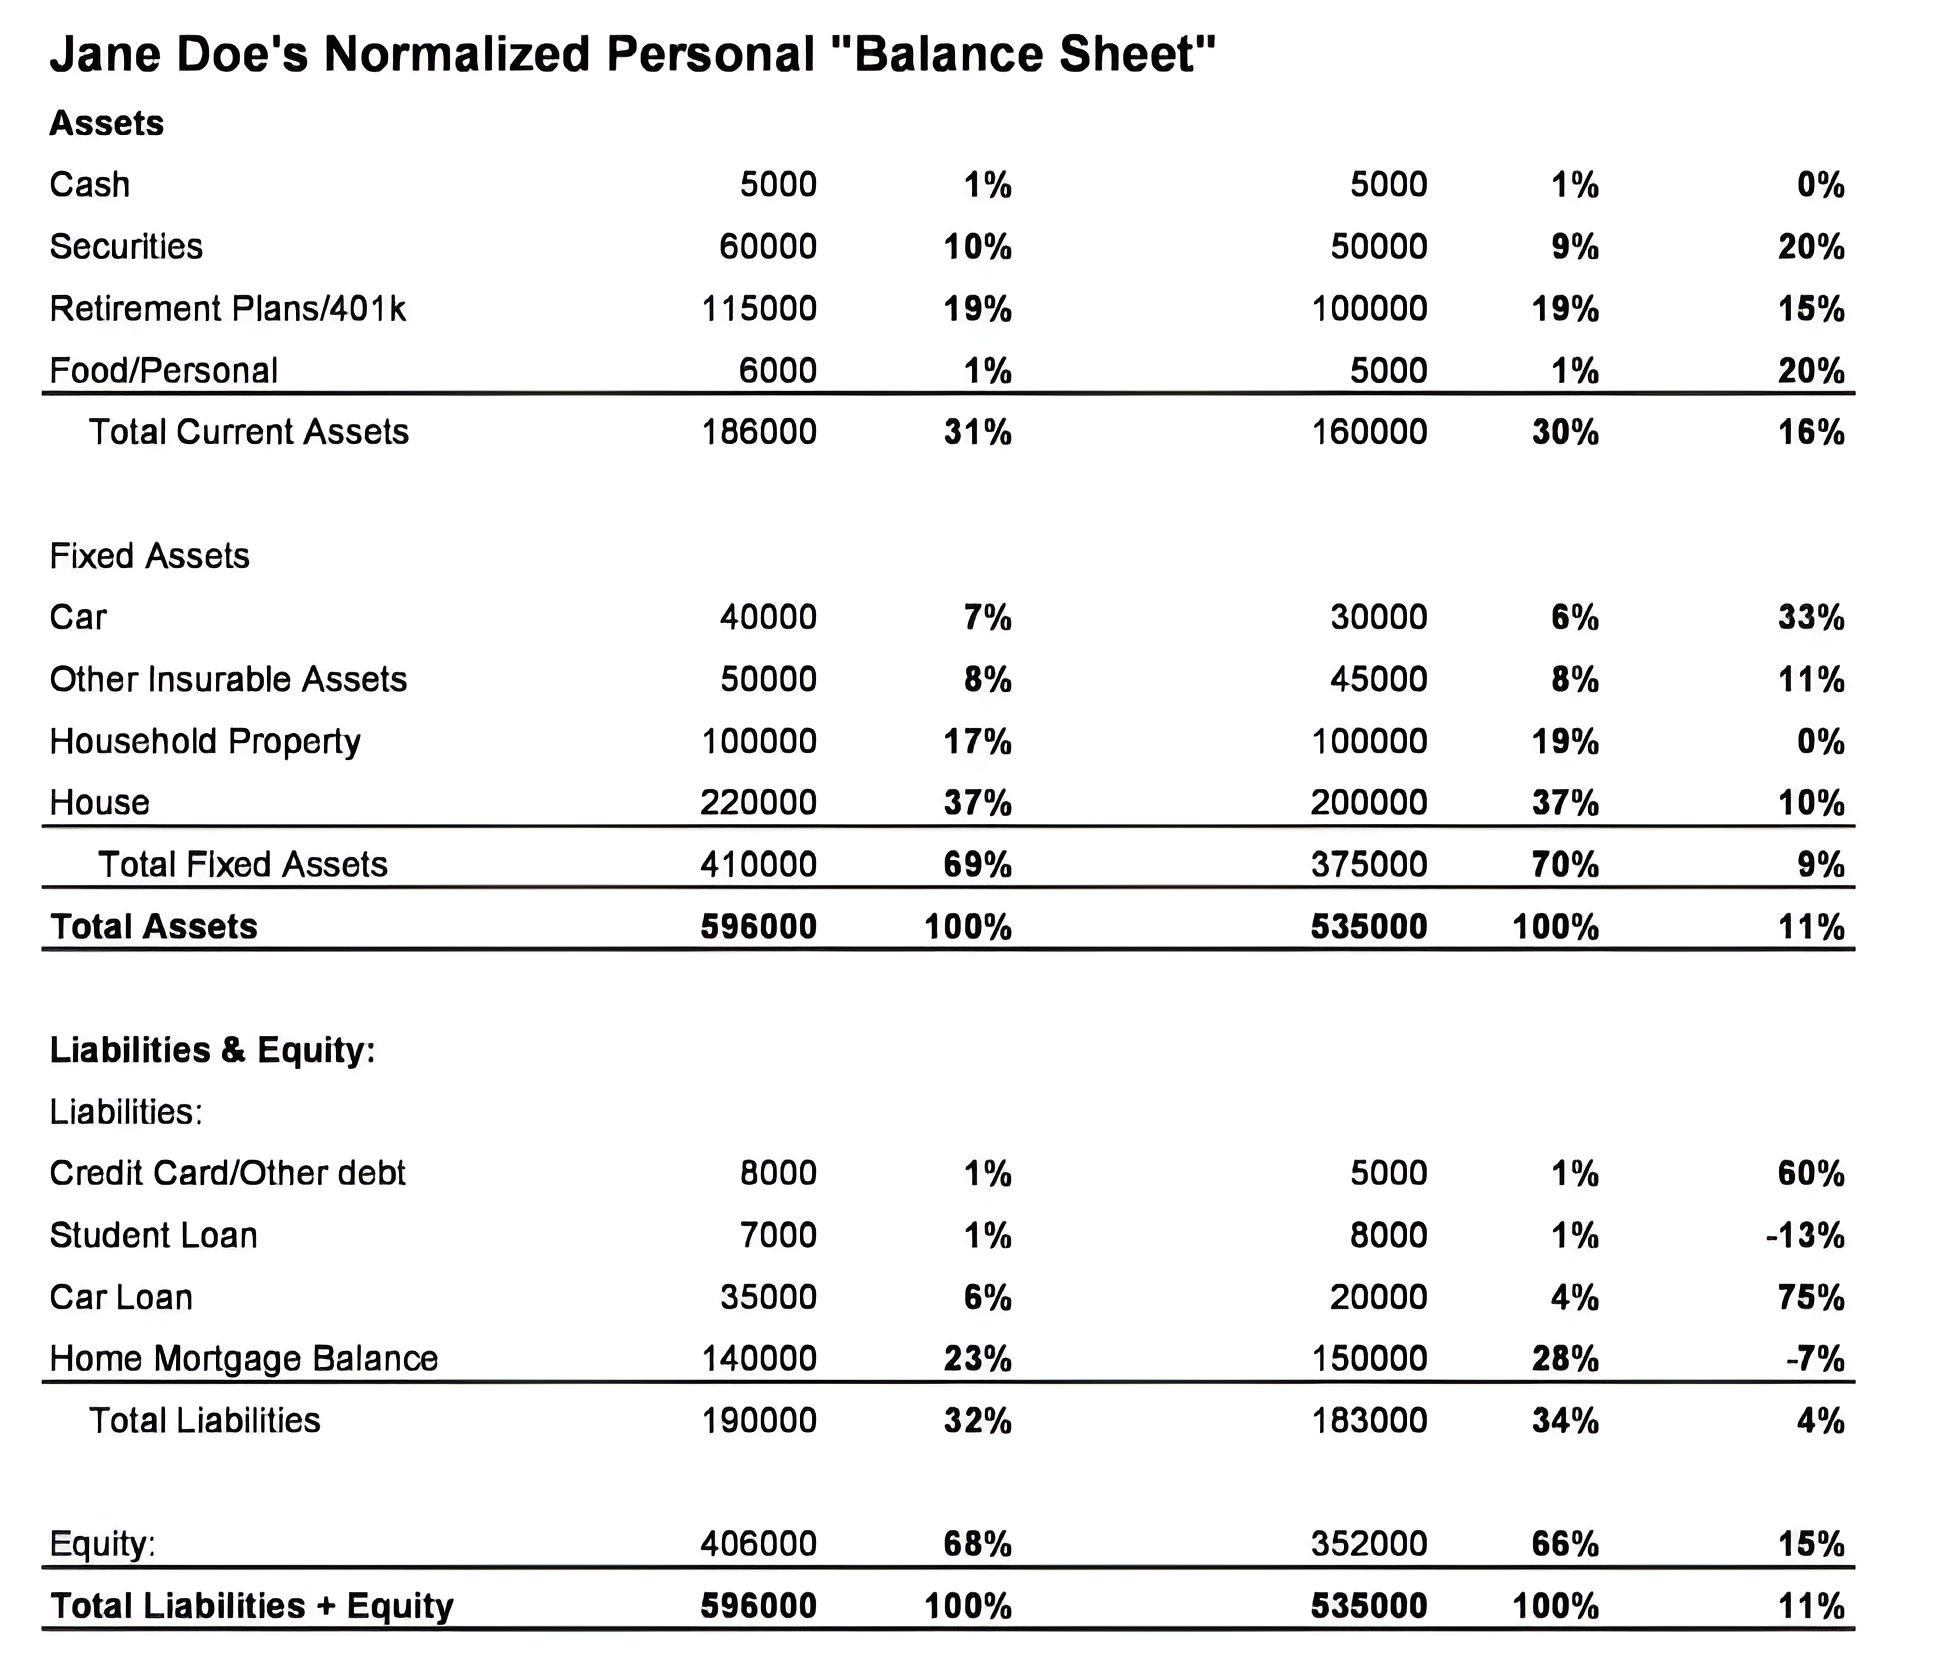 Jane Doe's Normalized Personal "Balance Sheet"
Assets
Cash 5000 1% 5000 1% 0%
Securities 60000 10% 50000 9% 20%
Retirement Plans/401k 115000 19% 100000 19% 15%
Food/Personal 6000 1% 5000 1% 20%
Total Current Assets 186000 31% 160000 30% 16%
Fixed Assets
Car 40000 7% 30000 6% 33%
Other Insurable Assets 50000 8% 45000 8% 11%
Household Property 100000 17% 100000 19% 0%
House 220000 37% 200000 37% 10%
Total Fixed Assets 410000 69% 375000 70% 9%
Total Assets 596000 100% 535000 100% 11%
Liabilities & Equity:
Liabilities:
Credit Card/Other debt 8000 1% 5000 1% 60%
Student Loan 7000 1% 8000 1% -13%
Car Loan 35000 6% 20000 4% 75%
Home Mortgage Balance 140000 23% 150000 28% -7%
Total Liabilities 190000 32% 183000 34% 4%
Equity: 406000 68% 352000 66% 15%
Total Liabilities + Equity 596000 100% 535000 100% 11%